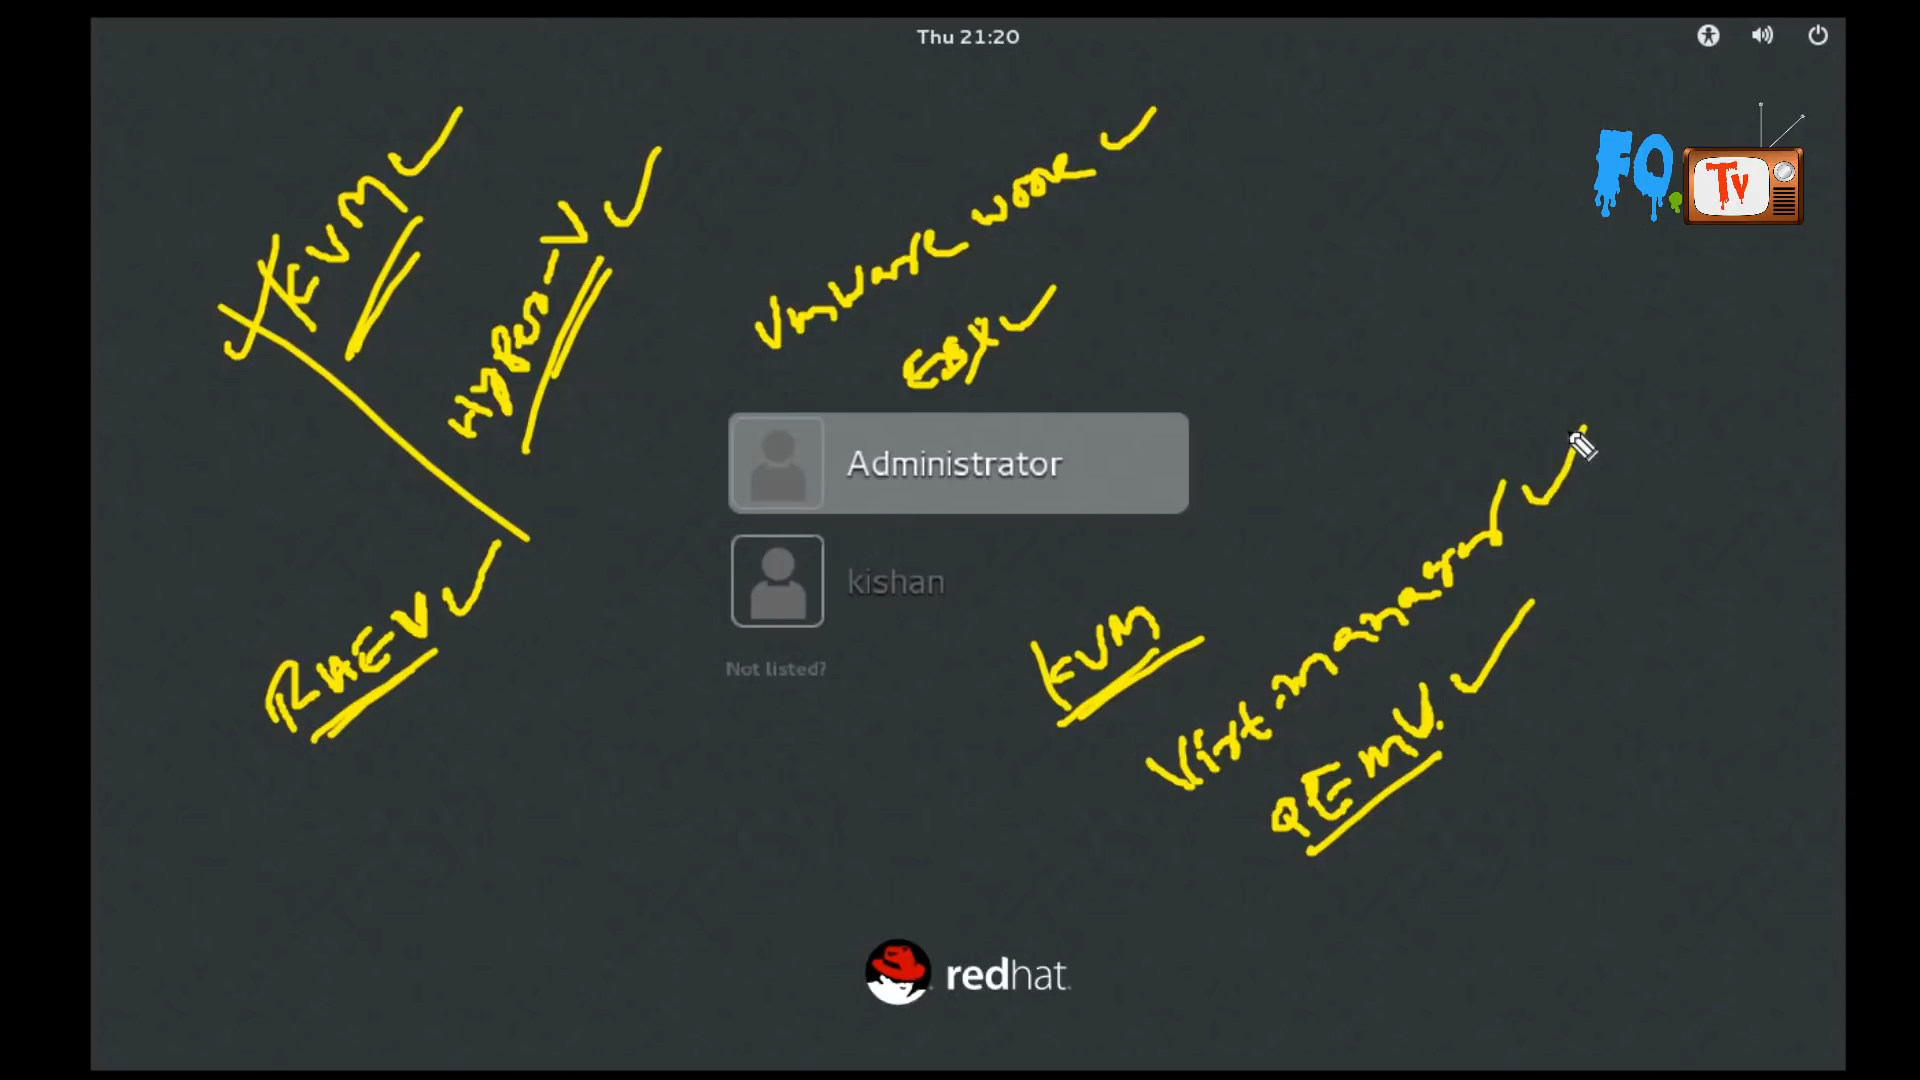 Thu 21:20
FQ.
Tv
KVM
Hyper-V
Vmware work
ESX
Administrator
kishan
Not listed?
RHEV
KVM
Virt-manager
QEMU
redhat.